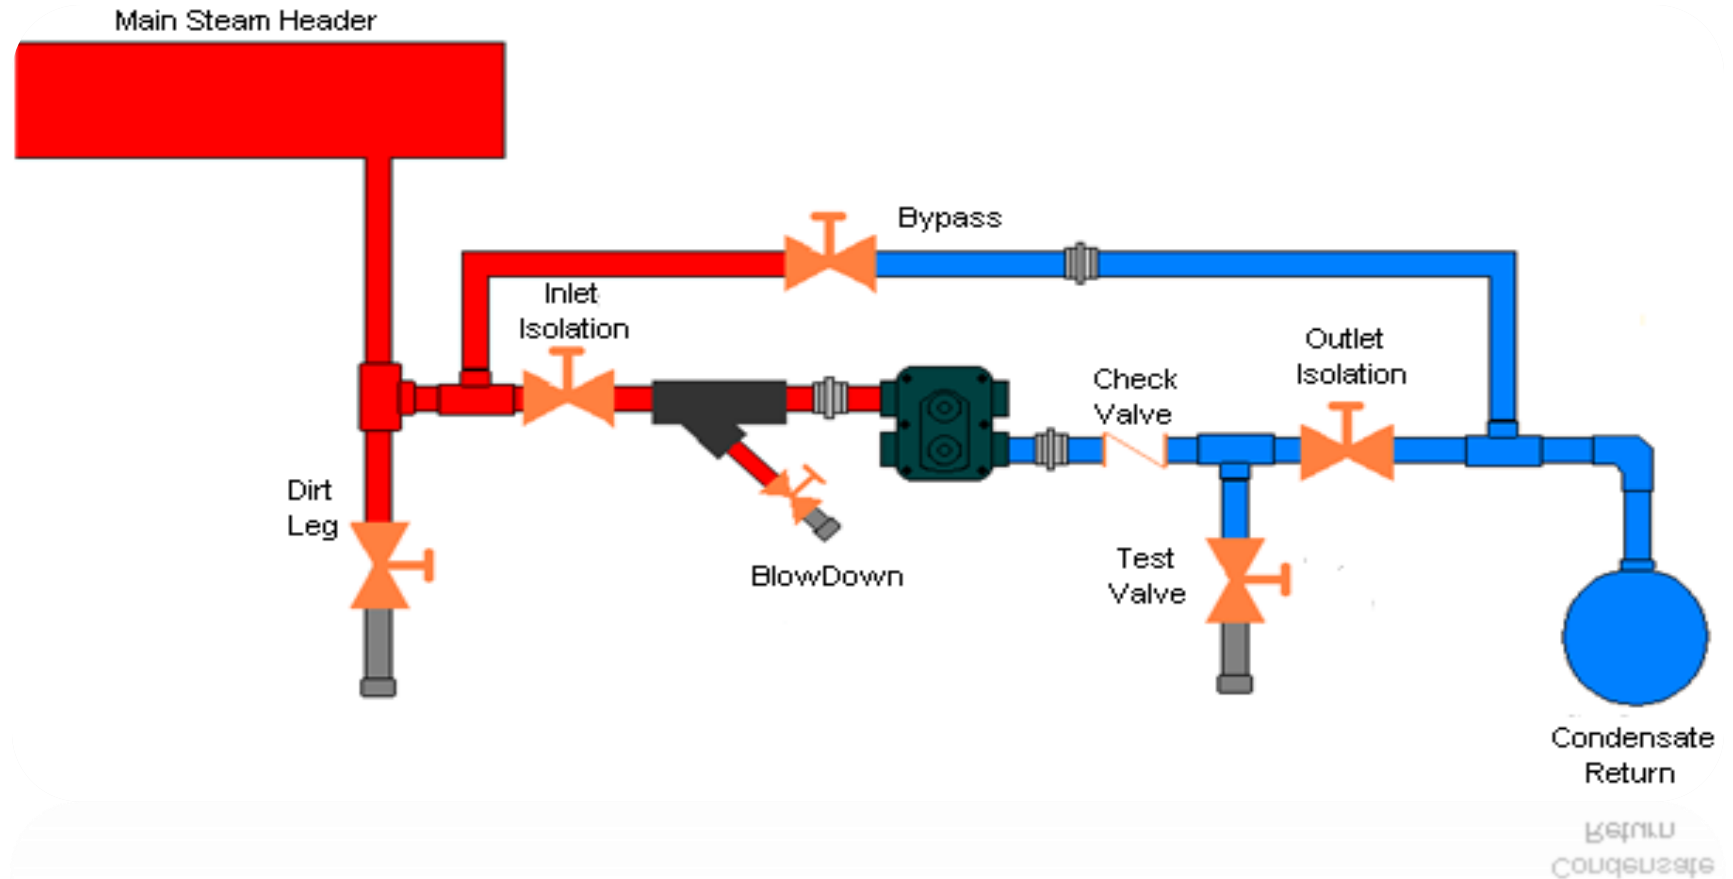 Main Steam Header
Bypass
Inlet
Isolation
Outlet
Isolation
Check
Valve
Dirt
Leg
BlowDown
Test
Valve
Condensate
Return